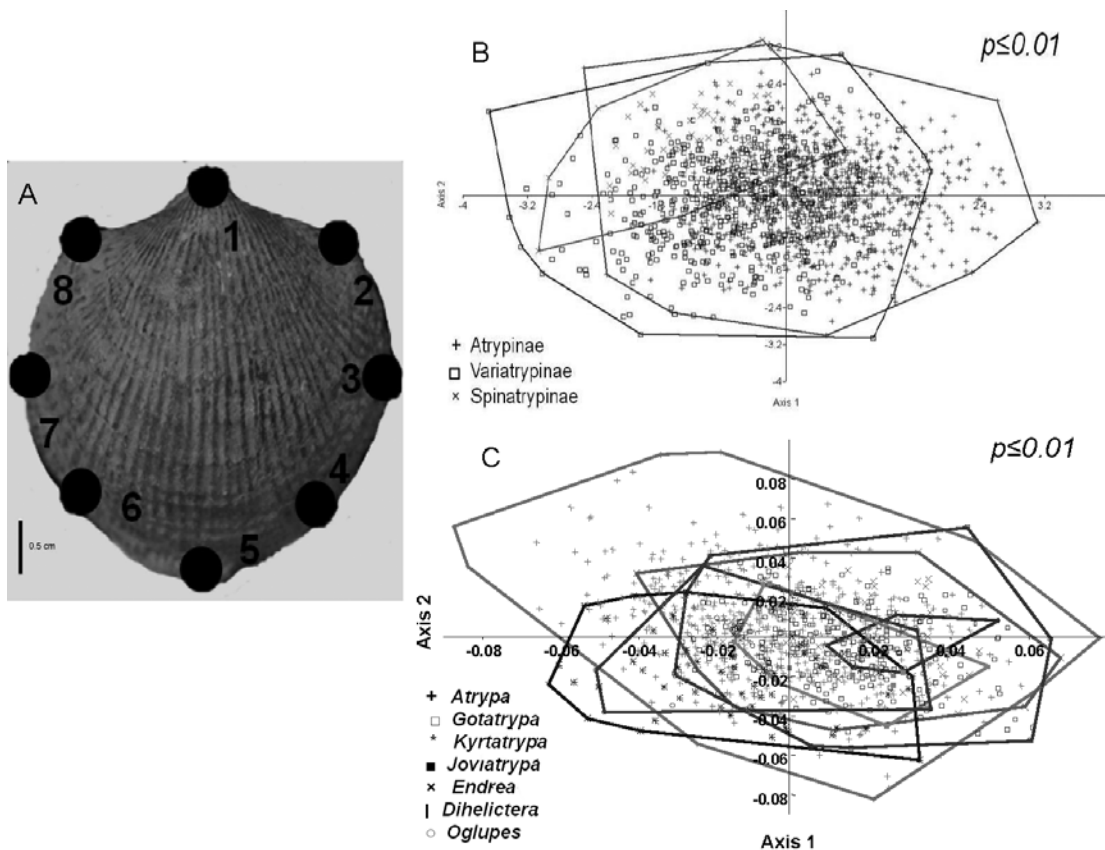 A
1
2
3
4
5
6
7
8
0.5 cm
B
p≤0.01
Axis 2
2.4
-4 -3.2 -2.4 -1.8 2.4 3.2
-1.6
-2.4
-3.2
-4
Axis 1
+ Atrypinae
□ Variatrypinae
× Spinatrypinae
C
p≤0.01
Axis 2
0.08
0.06
0.04
0.02
-0.08 -0.06 -0.04 -0.02 0.02 0.04 0.06
-0.02
-0.04
-0.06
-0.08
Axis 1
+ Atrypa
□ Gotatrypa
* Kyrtatrypa
■ Joviatrypa
× Endrea
| Dihelictera
○ Oglupes